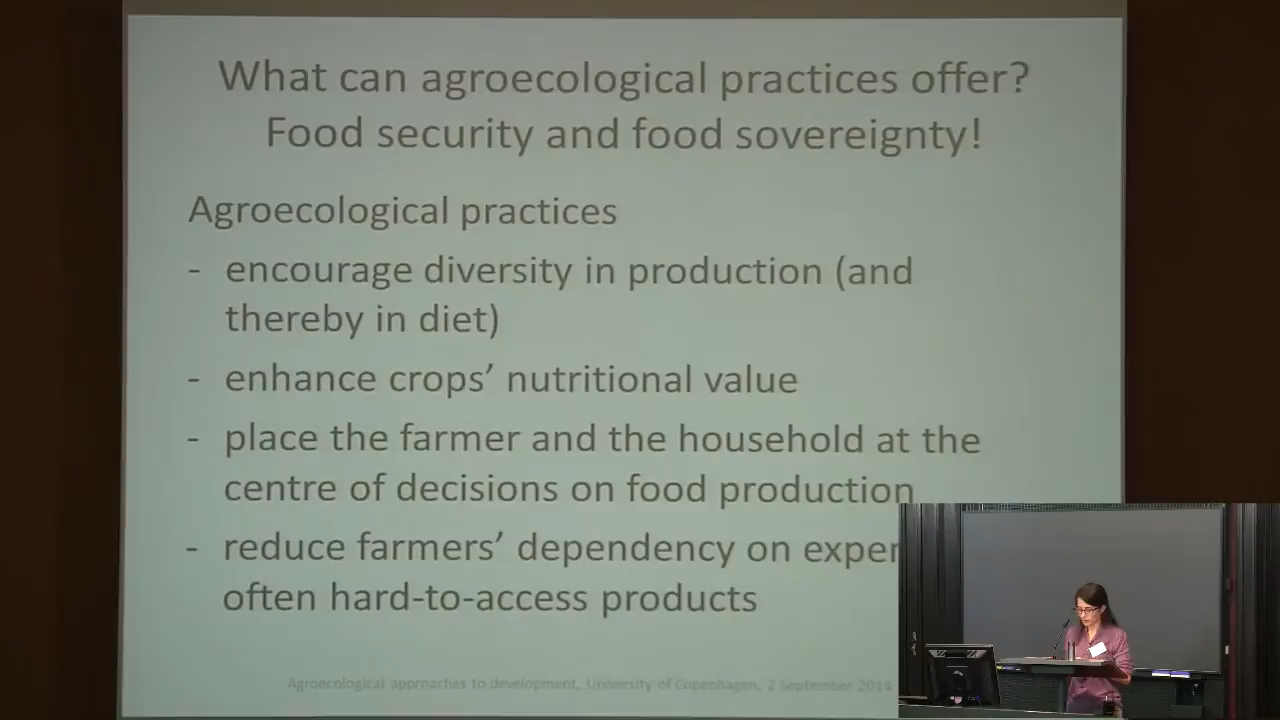 What can agroecological practices offer?
Food security and food sovereignty!
Agroecological practices
- encourage diversity in production (and
thereby in diet)
- enhance crops’ nutritional value
- place the farmer and the household at the
centre of decisions on food production
- reduce farmers’ dependency on
often hard-to-access products
Agroecological approaches to development, University of Copenhagen, 2 September 2014